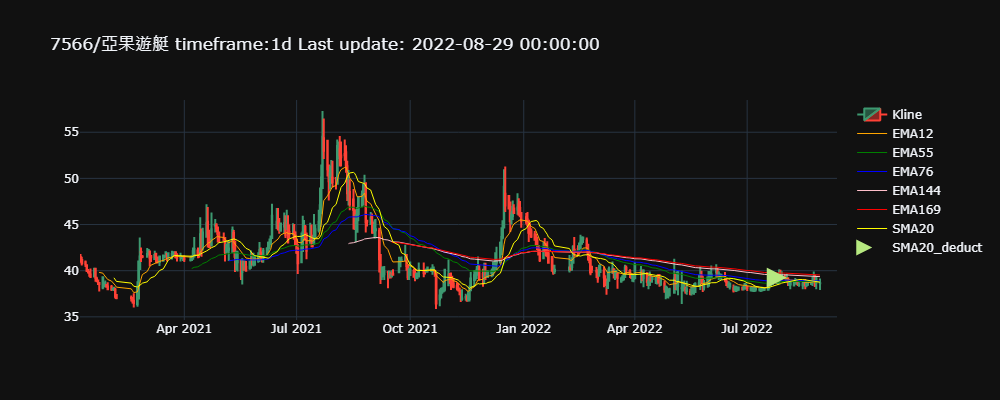 7566/亞果遊艇 timeframe:1d Last update: 2022-08-29 00:00:00
55
50
45
40
35
Apr 2021
Jul 2021
Oct 2021
Jan 2022
Apr 2022
Jul 2022
Kline
EMA12
EMA55
EMA76
EMA144
EMA169
SMA20
SMA20_deduct